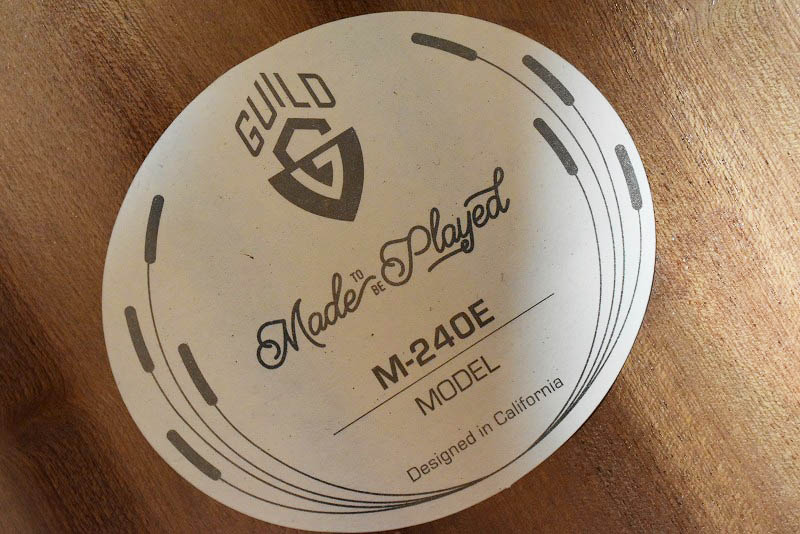 GUILD
G
Made TO BE Played
M-240E
MODEL
Designed in California